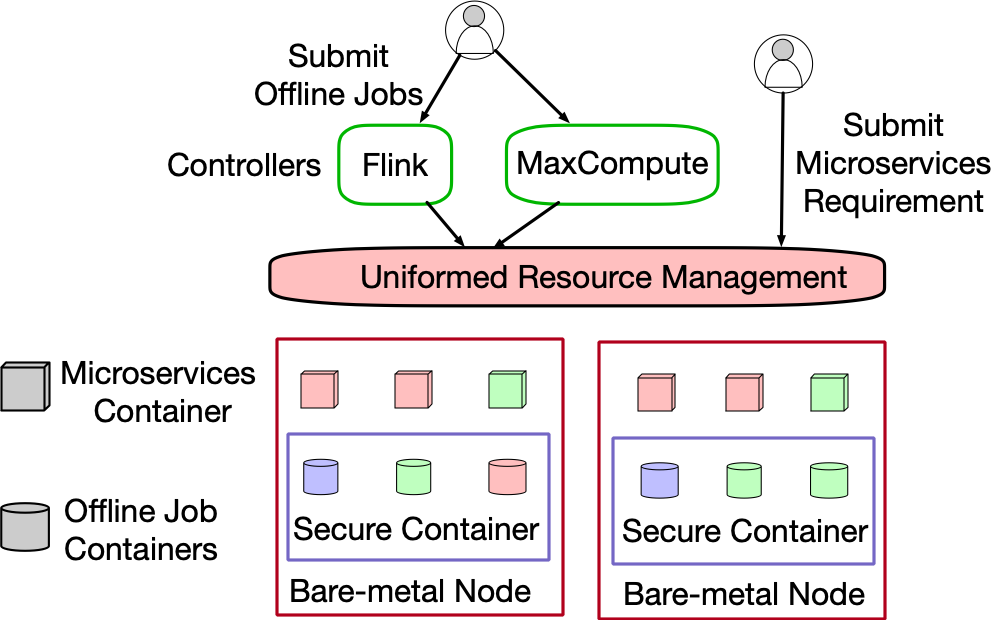 Submit
Offline Jobs
Submit
Microservices
Requirement
Controllers
Flink
MaxCompute
Uniformed Resource Management
Microservices
Container
Offline Job
Containers
Secure Container
Bare-metal Node
Secure Container
Bare-metal Node